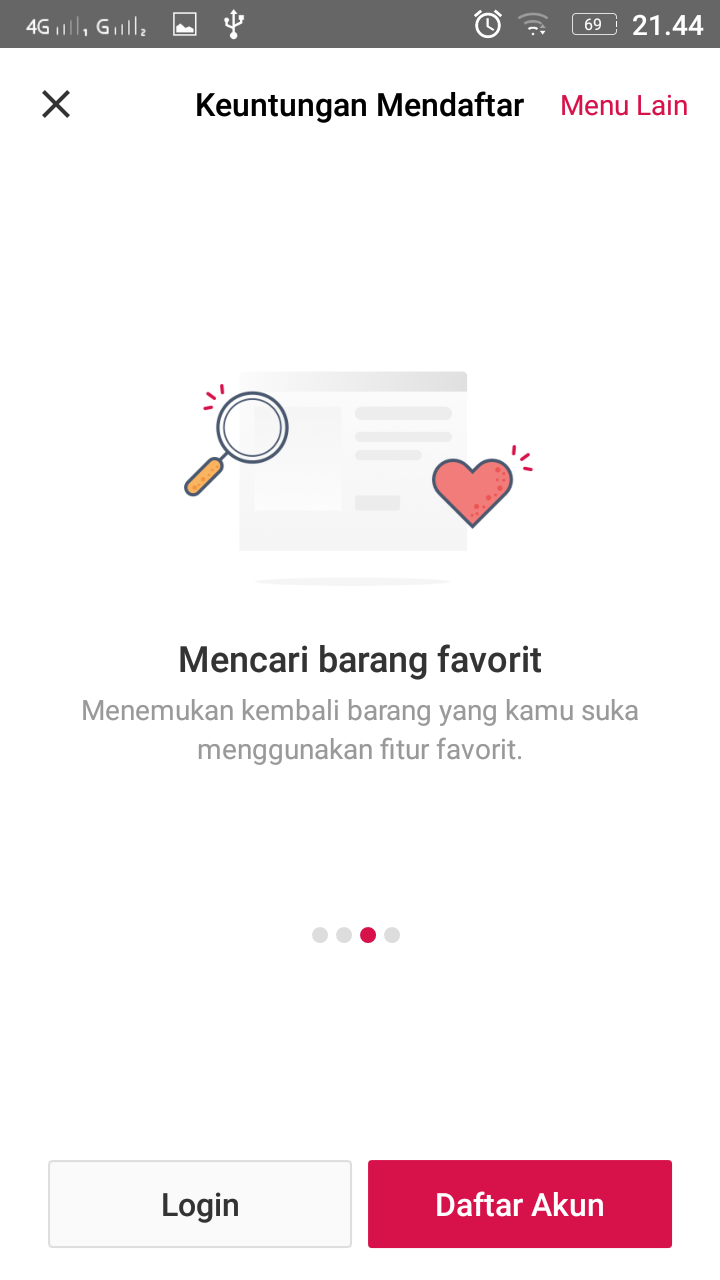 4G 1 G 2 69 21.44
Keuntungan Mendaftar Menu Lain
Mencari barang favorit
Menemukan kembali barang yang kamu suka
menggunakan fitur favorit.
Login Daftar Akun